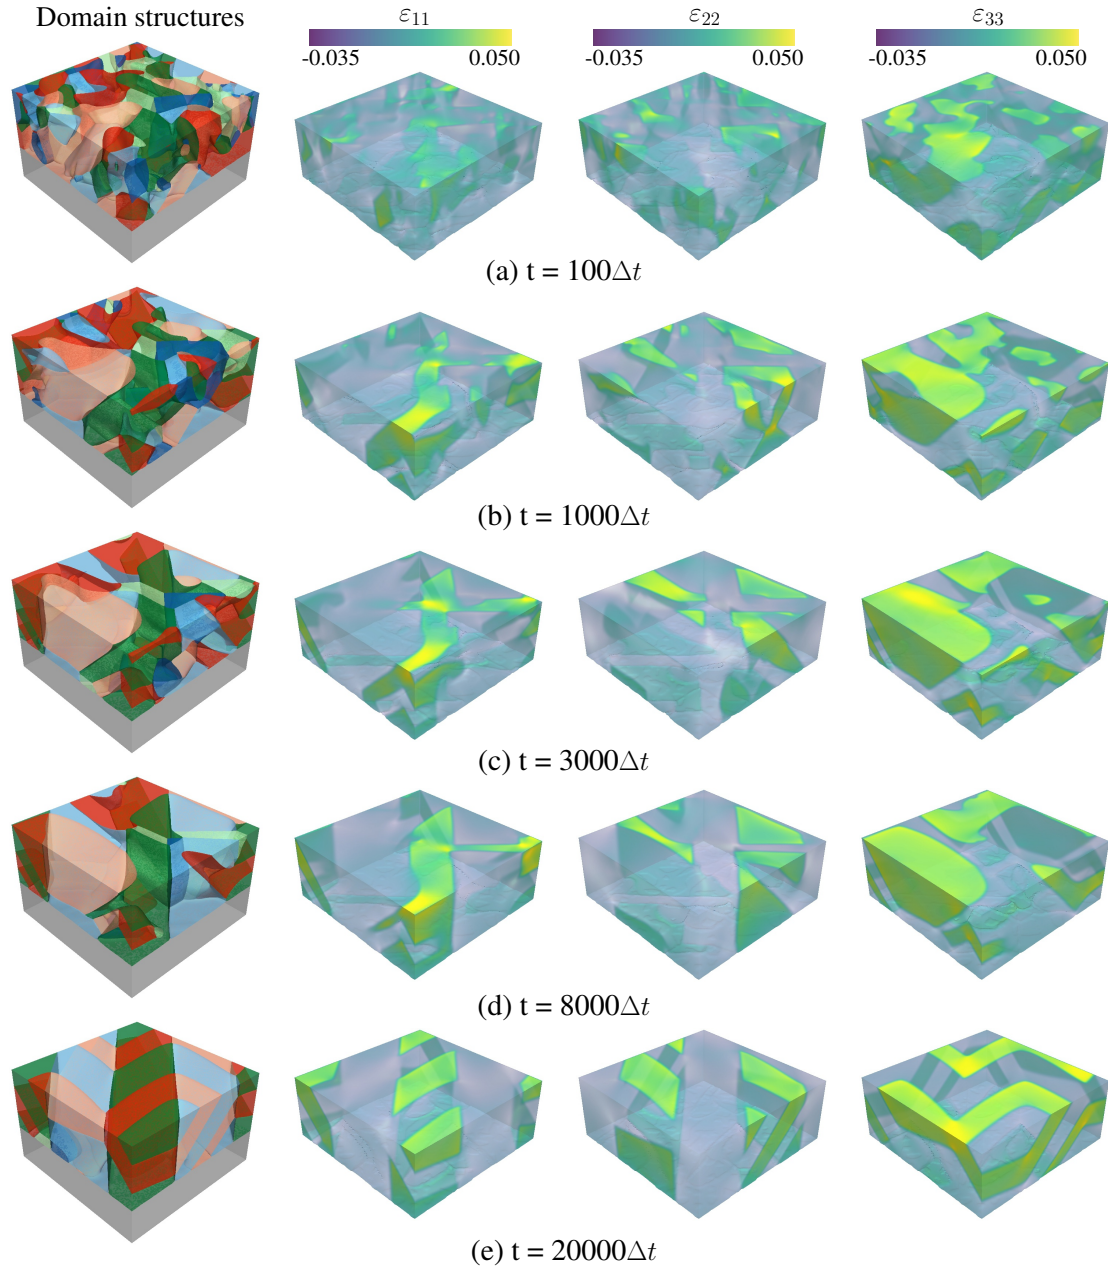 Domain structures ε₁₁ ε₂₂ ε₃₃
-0.035 0.050 -0.035 0.050 -0.035 0.050
(a) t = 100Δt
(b) t = 1000Δt
(c) t = 3000Δt
(d) t = 8000Δt
(e) t = 20000Δt